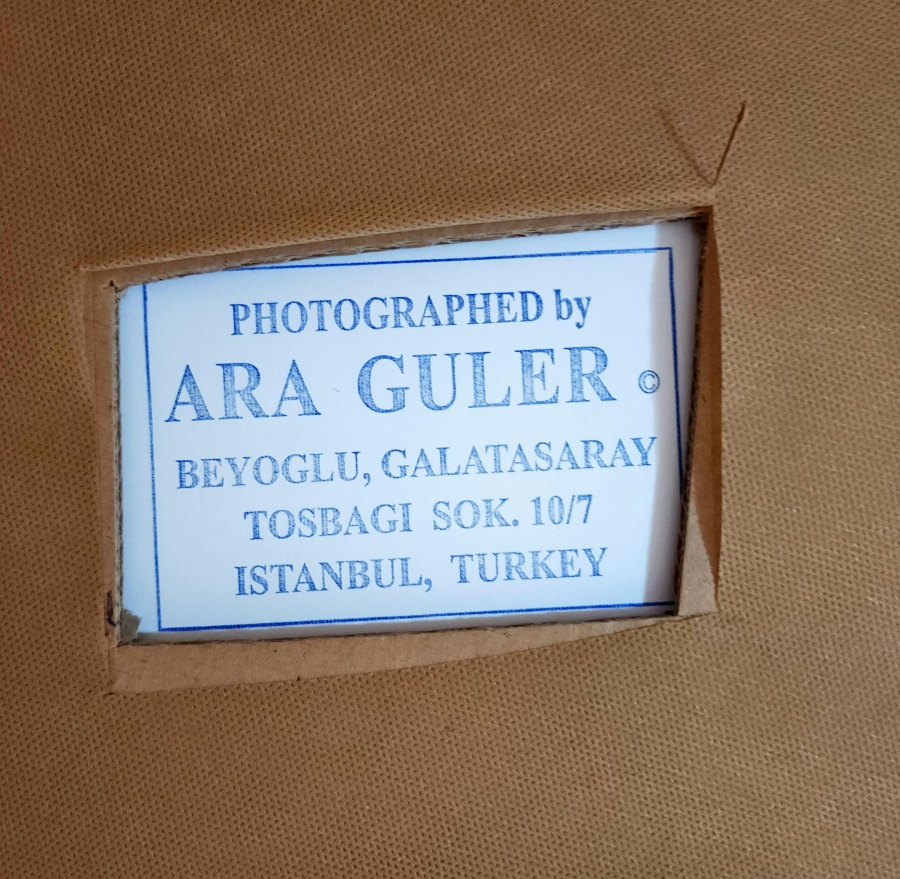 PHOTOGRAPHED by
ARA GULER ©
BEYOGLU, GALATASARAY
TOSBAGI SOK. 10/7
ISTANBUL, TURKEY